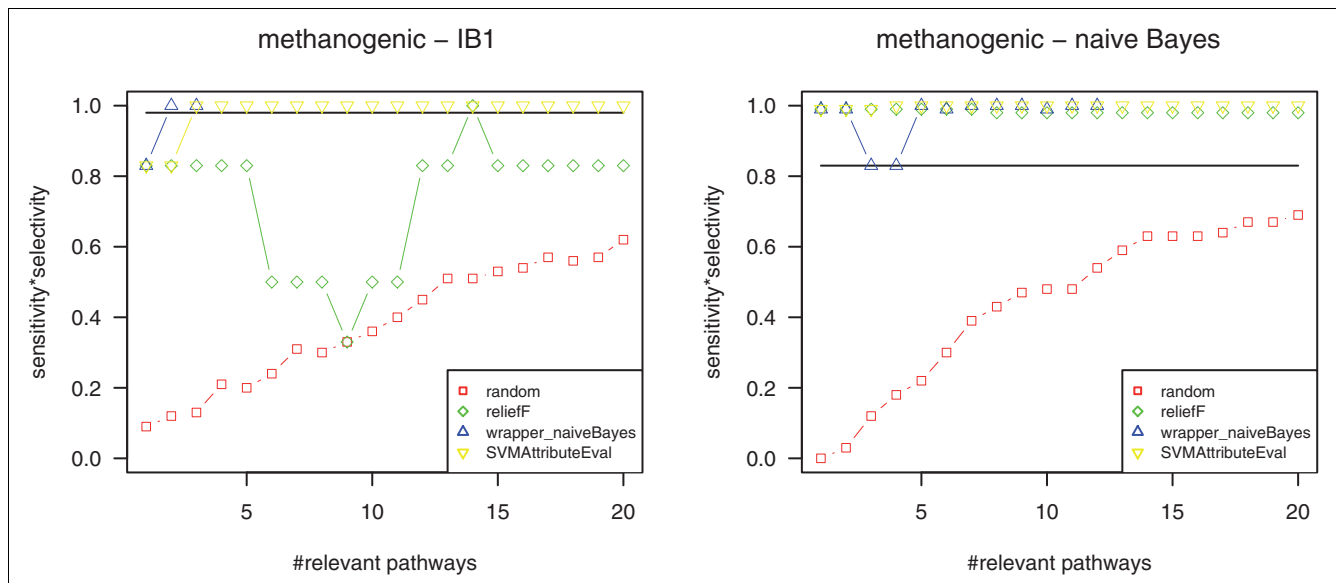 methanogenic – IB1
sensitivity*selectivity
1.0
0.8
0.6
0.4
0.2
0.0
random
reliefF
wrapper_naiveBayes
SVMAttributeEval
5 10 15 20
#relevant pathways
methanogenic – naive Bayes
sensitivity*selectivity
1.0
0.8
0.6
0.4
0.2
0.0
random
reliefF
wrapper_naiveBayes
SVMAttributeEval
5 10 15 20
#relevant pathways